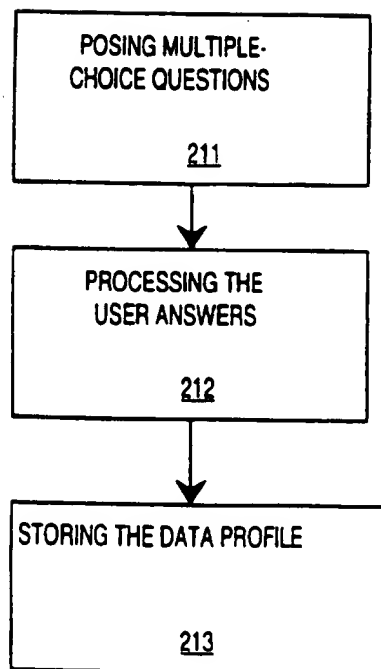 POSING MULTIPLE-
CHOICE QUESTIONS
211
PROCESSING THE
USER ANSWERS
212
STORING THE DATA PROFILE
213